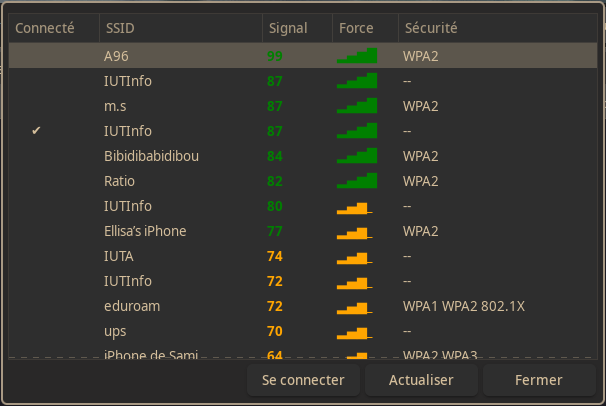 Connecté SSID Signal Force Sécurité
A96 99 WPA2
IUTInfo 87 --
m.s 87 WPA2
✔ IUTInfo 87 --
Bibidibabidibou 84 WPA2
Ratio 82 WPA2
IUTInfo 80 --
Ellisa’s iPhone 77 WPA2
IUTA 74 --
IUTInfo 72 --
eduroam 72 WPA1 WPA2 802.1X
ups 70 --
iPhone de Sami 64 WPA2 WPA3
Se connecter Actualiser Fermer